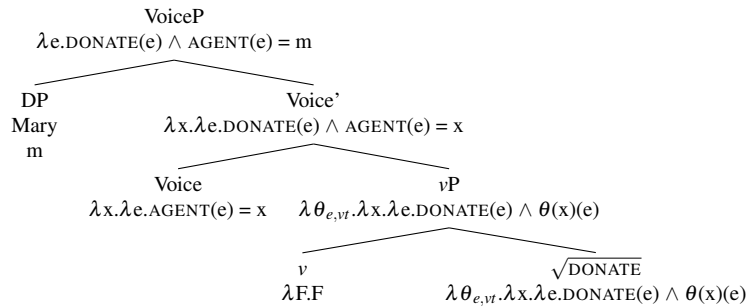 VoiceP
λe.DONATE(e) ∧ AGENT(e) = m
DP Voice’
Mary λx.λe.DONATE(e) ∧ AGENT(e) = x
m
Voice vP
λx.λe.AGENT(e) = x λθe,vt.λx.λe.DONATE(e) ∧ θ(x)(e)
v √DONATE
λF.F λθe,vt.λx.λe.DONATE(e) ∧ θ(x)(e)